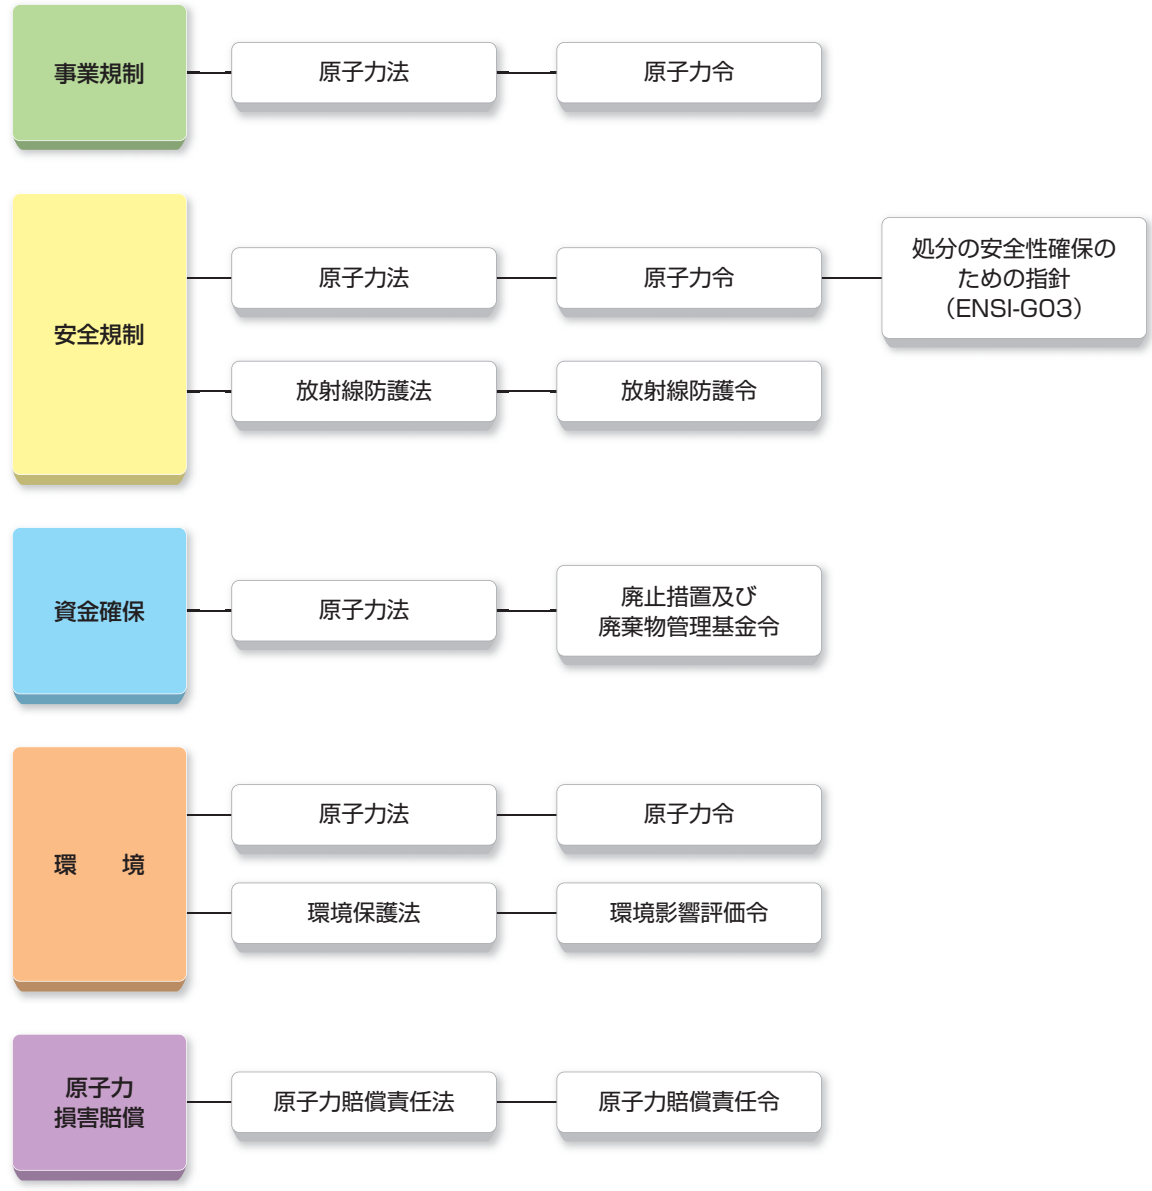 事業規制
原子力法
原子力令
安全規制
原子力法
原子力令
処分の安全性確保の
ための指針
（ENSI-G03）
放射線防護法
放射線防護令
資金確保
原子力法
廃止措置及び
廃棄物管理基金令
環　　境
原子力法
原子力令
環境保護法
環境影響評価令
原子力
損害賠償
原子力賠償責任法
原子力賠償責任令